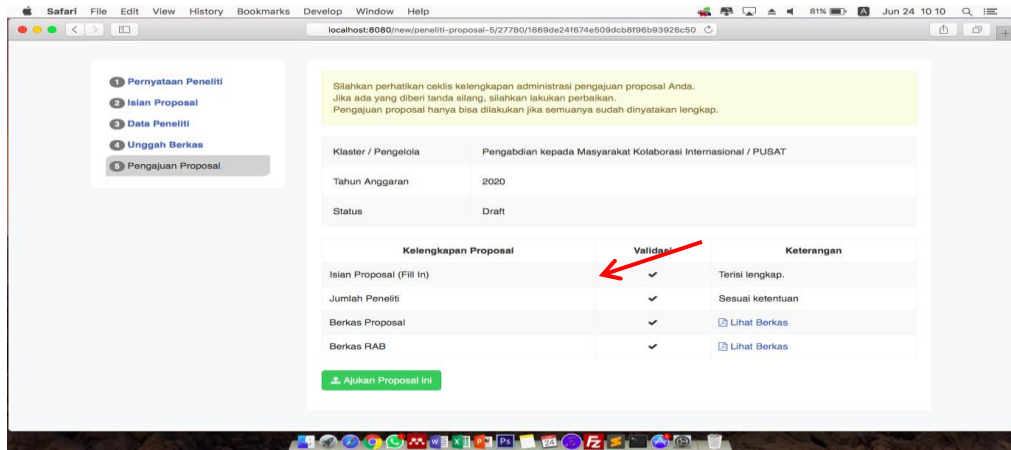 Safari File Edit View History Bookmarks Develop Window Help 81% A Jun 24 10 10
localhost:8080/new/peneliti-proposal-5/27780/1669de24f674e509dcb8f96b93926c50
1 Pernyataan Peneliti
2 Isian Proposal
3 Data Peneliti
4 Unggah Berkas
5 Pengajuan Proposal
Silahkan perhatikan ceklis kelengkapan administrasi pengajuan proposal Anda.
Jika ada yang diberi tanda silang, silahkan lakukan perbaikan.
Pengajuan proposal hanya bisa dilakukan jika semuanya sudah dinyatakan lengkap.
Klaster / Pengelola Pengabdian kepada Masyarakat Kolaborasi Internasional / PUSAT
Tahun Anggaran 2020
Status Draft
Kelengkapan Proposal Validasi Keterangan
Isian Proposal (Fill In) ✔ Terisi lengkap.
Jumlah Peneliti ✔ Sesuai ketentuan
Berkas Proposal ✔ Lihat Berkas
Berkas RAB ✔ Lihat Berkas
Ajukan Proposal ini
W X P Ps 24 Fz S